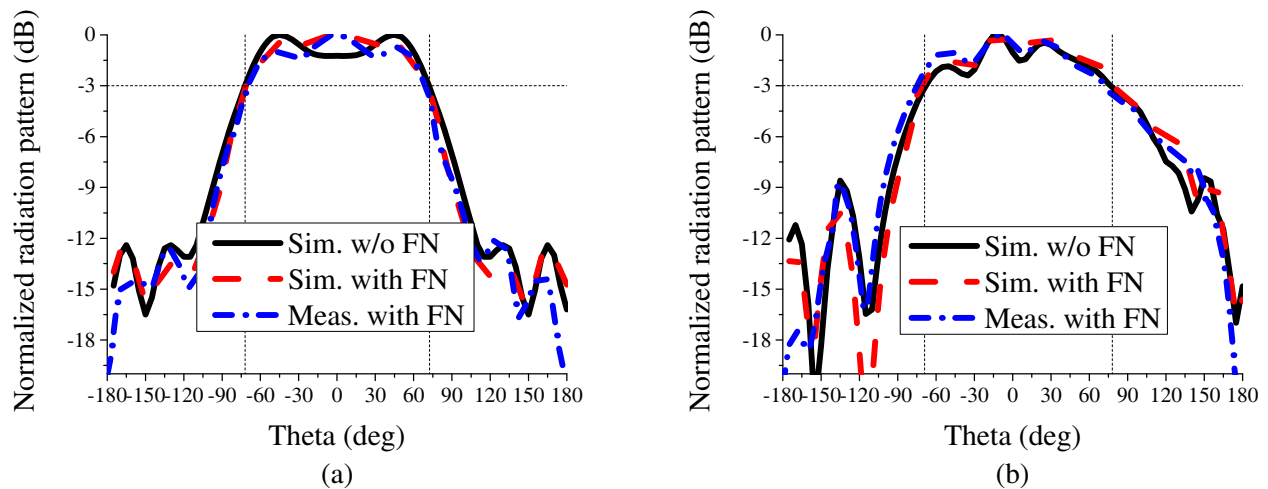 Normalized radiation pattern (dB)
0
-3
-6
-9
-12
-15
-18
-180 -150 -120 -90 -60 -30 0 30 60 90 120 150 180
Sim. w/o FN
Sim. with FN
Meas. with FN
Theta (deg)
(a)
Normalized radiation pattern (dB)
0
-3
-6
-9
-12
-15
-18
-180 -150 -120 -90 -60 -30 0 30 60 90 120 150 180
Sim. w/o FN
Sim. with FN
Meas. with FN
Theta (deg)
(b)